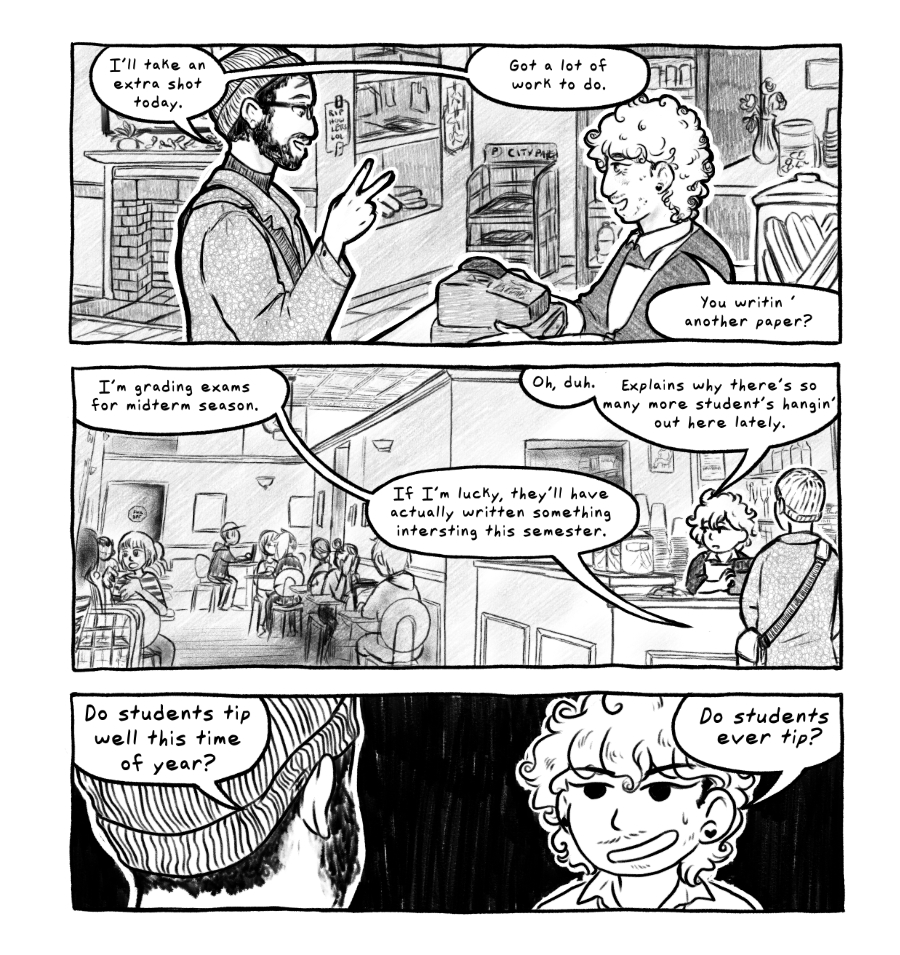 I'll take an
extra shot
today.
Got a lot of
work to do.
CITY PAPER
You writin'
another paper?
I'm grading exams
for midterm season.
Oh, duh.
Explains why there's so
many more student's hangin'
out here lately.
If I'm lucky, they'll have
actually written something
intersting this semester.
Do students tip
well this time
of year?
Do students
ever tip?